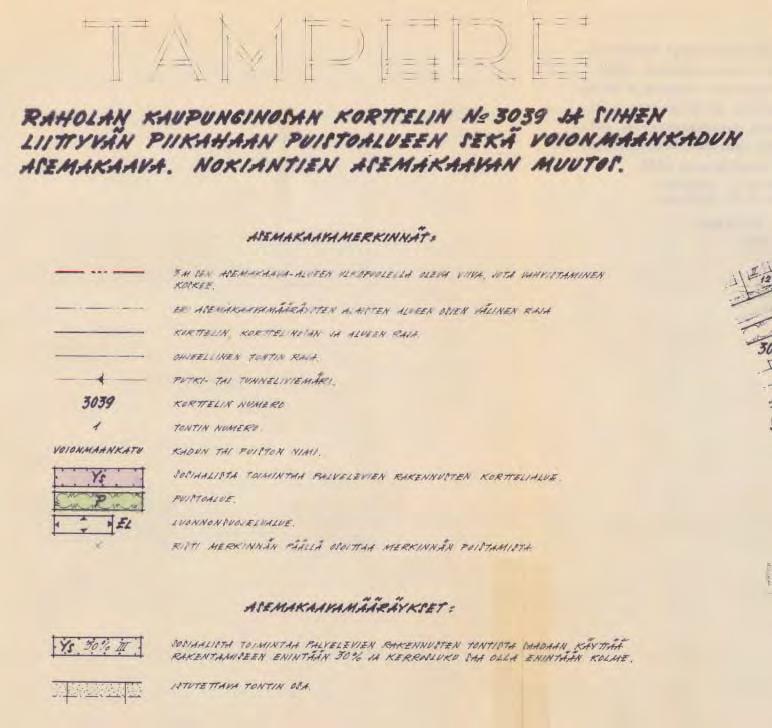 TAMPERE
RAHOLAN KAUPUNGINOSAN KORTTELIN No 3039 JA SIIHEN
LIITTYVÄN PIIKAHAAN PUISTOALUEEN SEKÄ VOIONMAANKADUN
ASEMAKAAVA. NOKIANTIEN ASEMAKAAVAN MUUTOS.
ASEMAKAAVAMERKINNÄT:
3 M SEN ASEMAKAAVA-ALUEEN ULKOPUOLELLA OLEVA VIIVA, JOTA VAHVISTAMINEN
KOSKEE.
ERI ASEMAKAAVAMÄÄRÄYSTEN ALAISTEN ALUEEN OSIEN VÄLINEN RAJA
KORTTELIN, KORTTELINOSAN JA ALUEEN RAJA.
OHJEELLINEN TONTIN RAJA.
PUTKI- TAI TUNNELIVIEMÄRI.
3039 KORTTELIN NUMERO
1 TONTIN NUMERO.
VOIONMAANKATU KADUN TAI PUISTON NIMI.
YS SOSIAALISTA TOIMINTAA PALVELEVIEN RAKENNUSTEN KORTTELIALUE.
P PUISTOALUE.
EL LUONNONSUOJELUALUE.
× RISTI MERKINNÄN PÄÄLLÄ OSOITTAA MERKINNÄN POISTAMISTA
ASEMAKAAVAMÄÄRÄYKSET:
YS 30% III SOSIAALISTA TOIMINTAA PALVELEVIEN RAKENNUSTEN TONTISTA SAADAAN KÄYTTÄÄ
RAKENTAMISEEN ENINTÄÄN 30% JA KERROSLUKU SAA OLLA ENINTÄÄN KOLME.
ISTUTETTAVA TONTIN OSA.
II
12
30